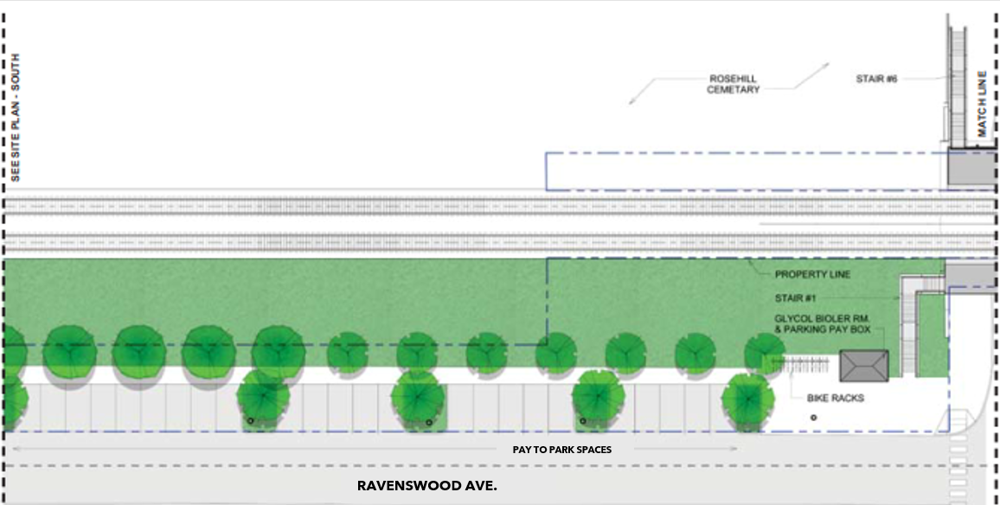 SEE SITE PLAN - SOUTH
ROSEHILL
CEMETARY
STAIR #6
MATCH LINE
PROPERTY LINE
STAIR #1
GLYCOL BIOLER RM.
& PARKING PAY BOX
BIKE RACKS
PAY TO PARK SPACES
RAVENSWOOD AVE.